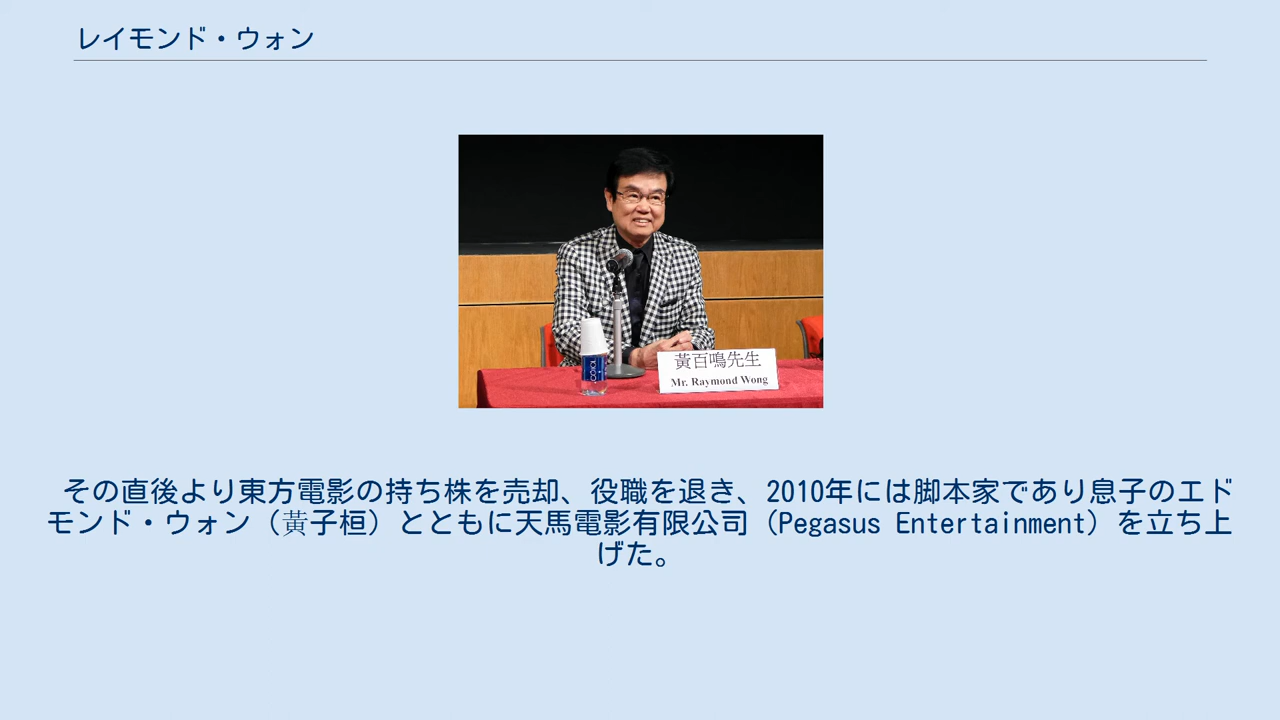 レイモンド・ウォン
黃百鳴先生
Mr. Raymond Wong
その直後より東方電影の持ち株を売却、役職を退き、2010年には脚本家であり息子のエド
モンド・ウォン（黃子桓）とともに天馬電影有限公司（Pegasus Entertainment）を立ち上
げた。